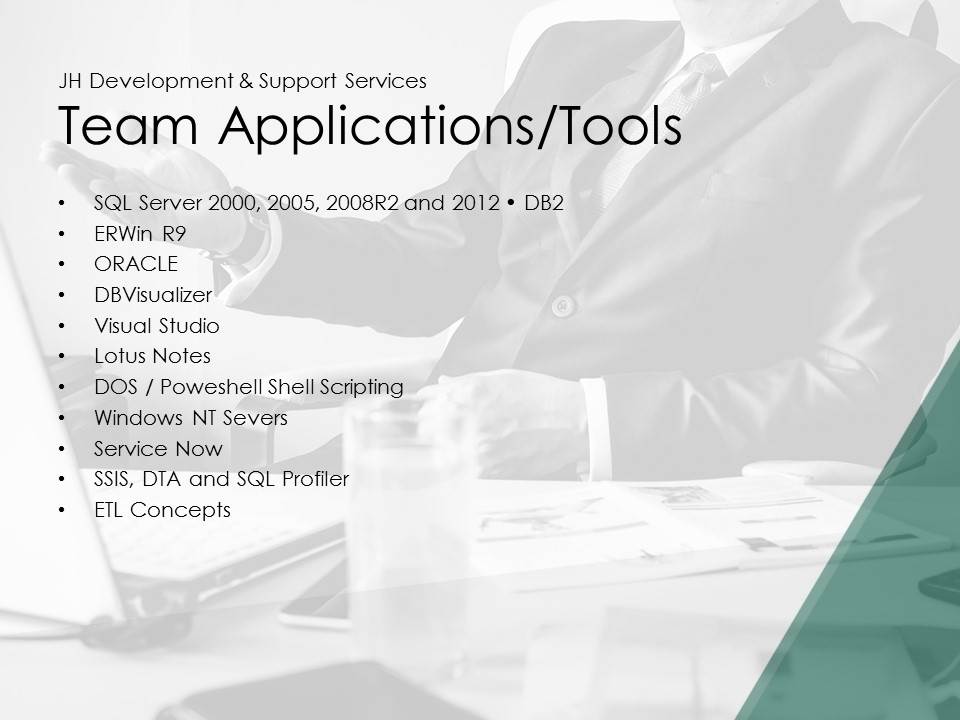 JH Development & Support Services
Team Applications/Tools
• SQL Server 2000, 2005, 2008R2 and 2012 • DB2
• ERWin R9
• ORACLE
• DBVisualizer
• Visual Studio
• Lotus Notes
• DOS / Poweshell Shell Scripting
• Windows NT Severs
• Service Now
• SSIS, DTA and SQL Profiler
• ETL Concepts